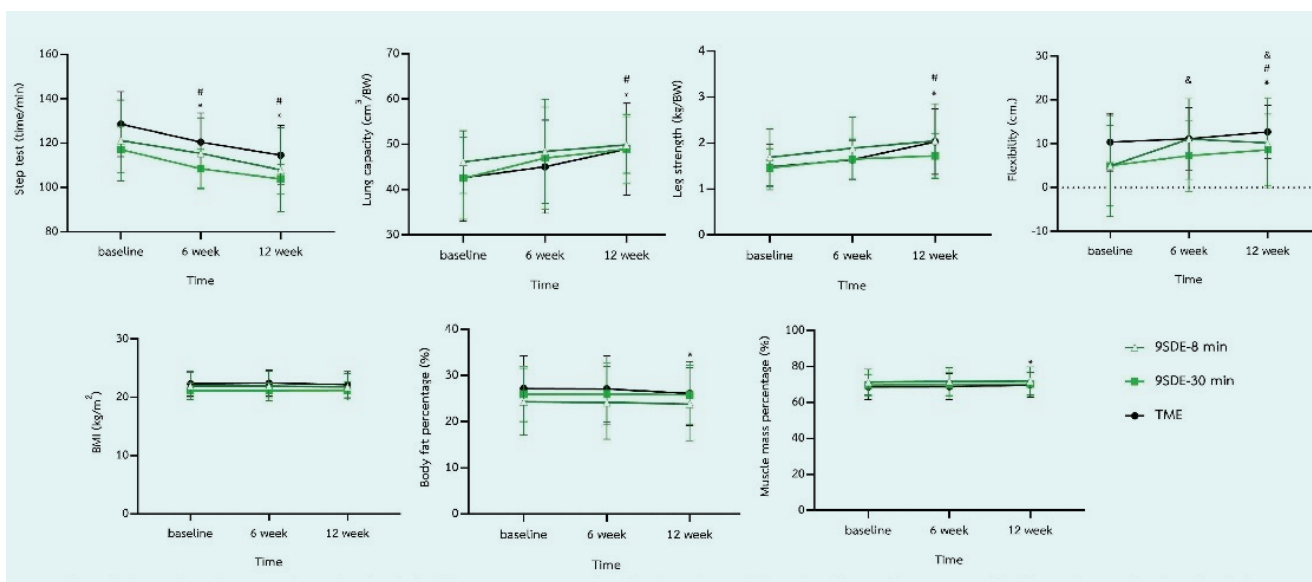 Step test (time/min)
160
140
120
100
80
#
*
#
*
baseline
6 week
12 week
Time
Lung capacity (cm³/BW)
70
60
50
40
30
#
*
baseline
6 week
12 week
Time
Leg strength (kg/BW)
4
3
2
1
0
#
*
baseline
6 week
12 week
Time
Flexibility (cm.)
30
20
10
0
-10
&
&
#
*
baseline
6 week
12 week
Time
BMI (kg/m²)
30
20
10
0
baseline
6 week
12 week
Time
Body fat percentage (%)
40
30
20
10
0
*
baseline
6 week
12 week
Time
Muscle mass percentage (%)
100
80
60
40
20
0
*
baseline
6 week
12 week
Time
9SDE-8 min
9SDE-30 min
TME